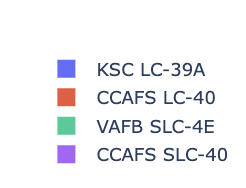 KSC LC-39A
CCAFS LC-40
VAFB SLC-4E
CCAFS SLC-40